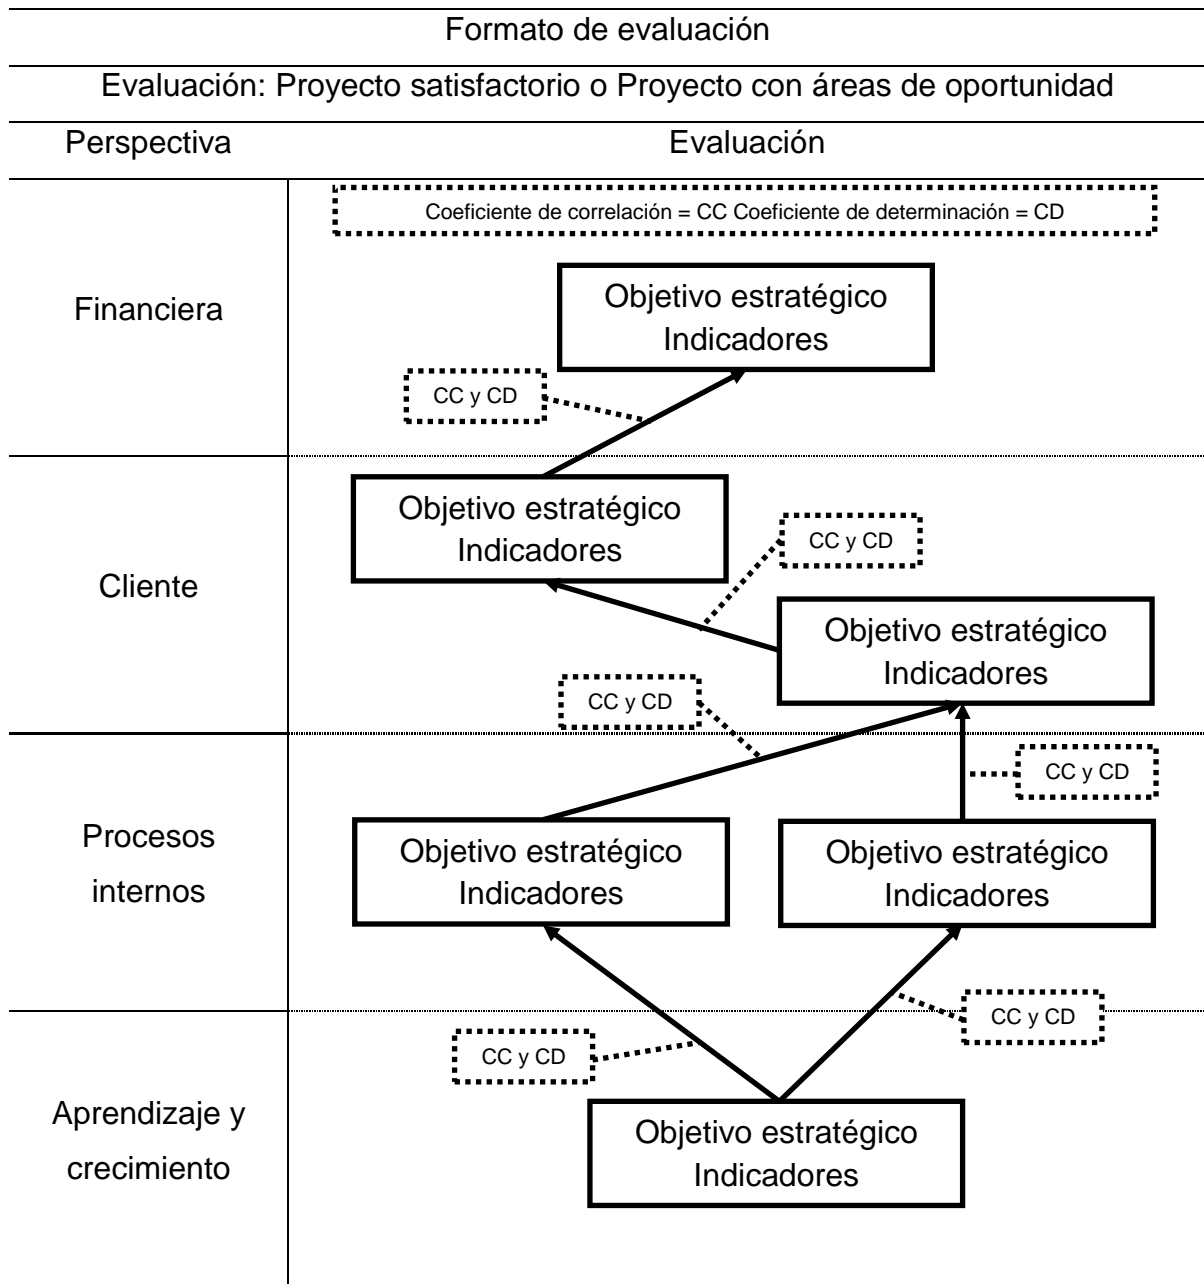 Formato de evaluación
Evaluación: Proyecto satisfactorio o Proyecto con áreas de oportunidad
Perspectiva
Evaluación
Coeficiente de correlación = CC Coeficiente de determinación = CD
Financiera
Objetivo estratégico
Indicadores
CC y CD
Cliente
Objetivo estratégico
Indicadores
CC y CD
Objetivo estratégico
Indicadores
CC y CD
CC y CD
Procesos
internos
Objetivo estratégico
Indicadores
Objetivo estratégico
Indicadores
CC y CD
CC y CD
Aprendizaje y
crecimiento
Objetivo estratégico
Indicadores